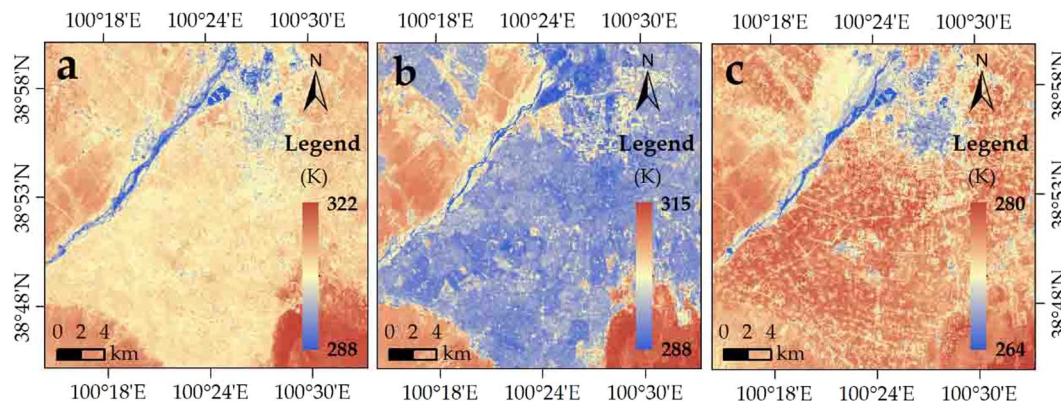 100°18'E 100°24'E 100°30'E 100°18'E 100°24'E 100°30'E 100°18'E 100°24'E 100°30'E
a b c
N N N
38°58'N 38°58'N
Legend Legend Legend
(K) (K) (K)
38°53'N 38°53'N
322 315 280
38°48'N 38°48'N
0 2 4 0 2 4 0 2 4
km km km
288 288 264
100°18'E 100°24'E 100°30'E 100°18'E 100°24'E 100°30'E 100°18'E 100°24'E 100°30'E